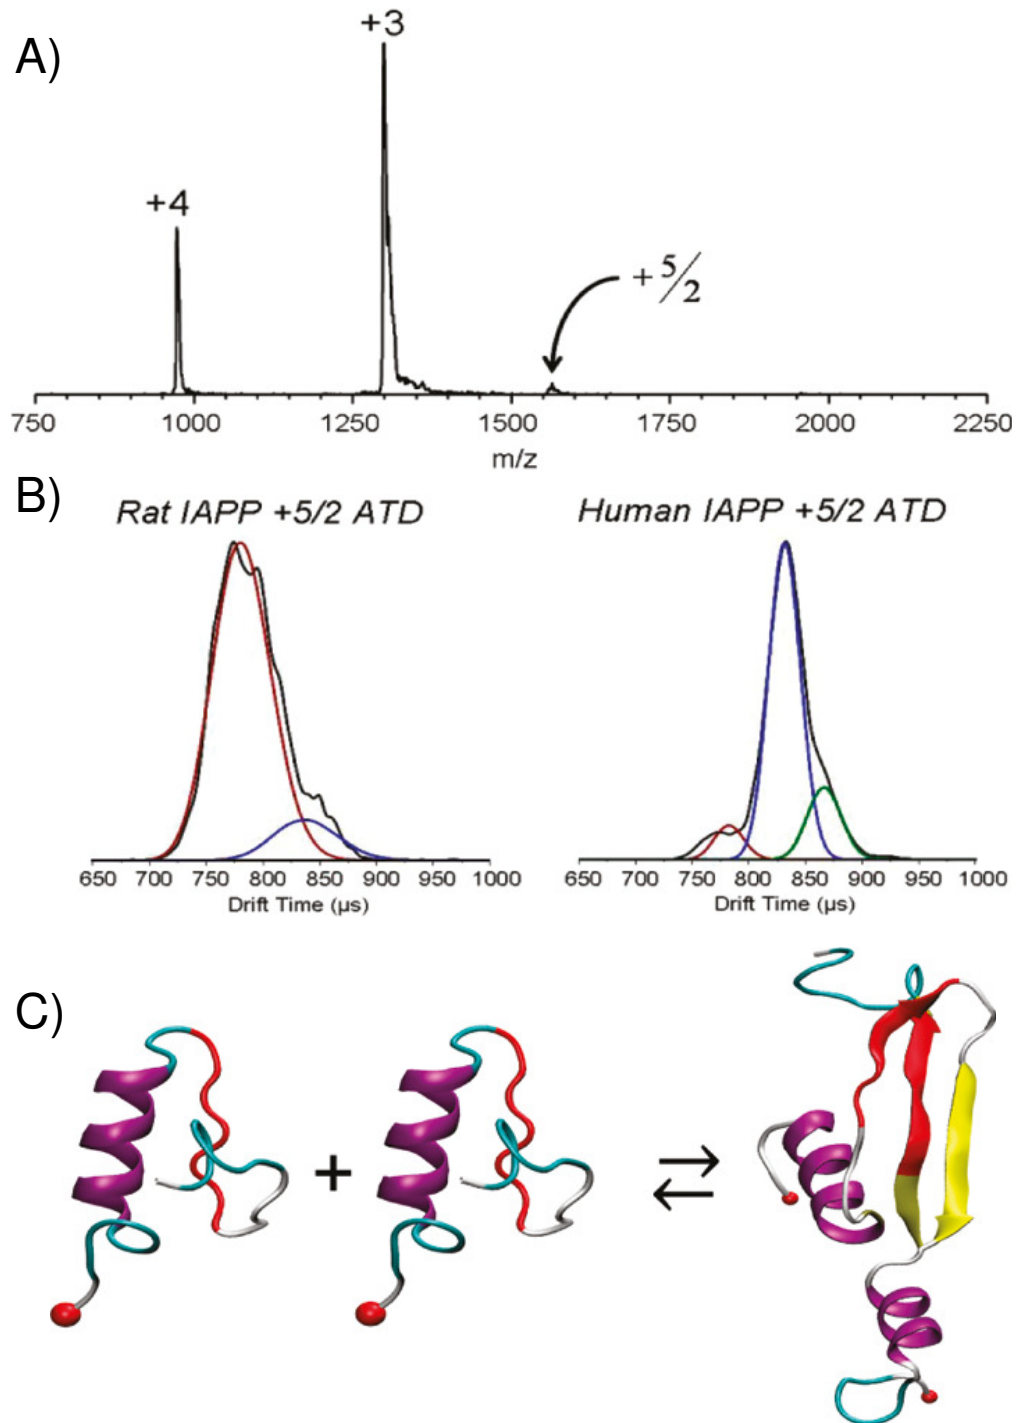 A)
+3
+4
+ 5/2
750 1000 1250 1500 1750 2000 2250
m/z
B)
Rat IAPP +5/2 ATD
Human IAPP +5/2 ATD
650 700 750 800 850 900 950 1000
Drift Time (µs)
650 700 750 800 850 900 950 1000
Drift Time (µs)
C)
+